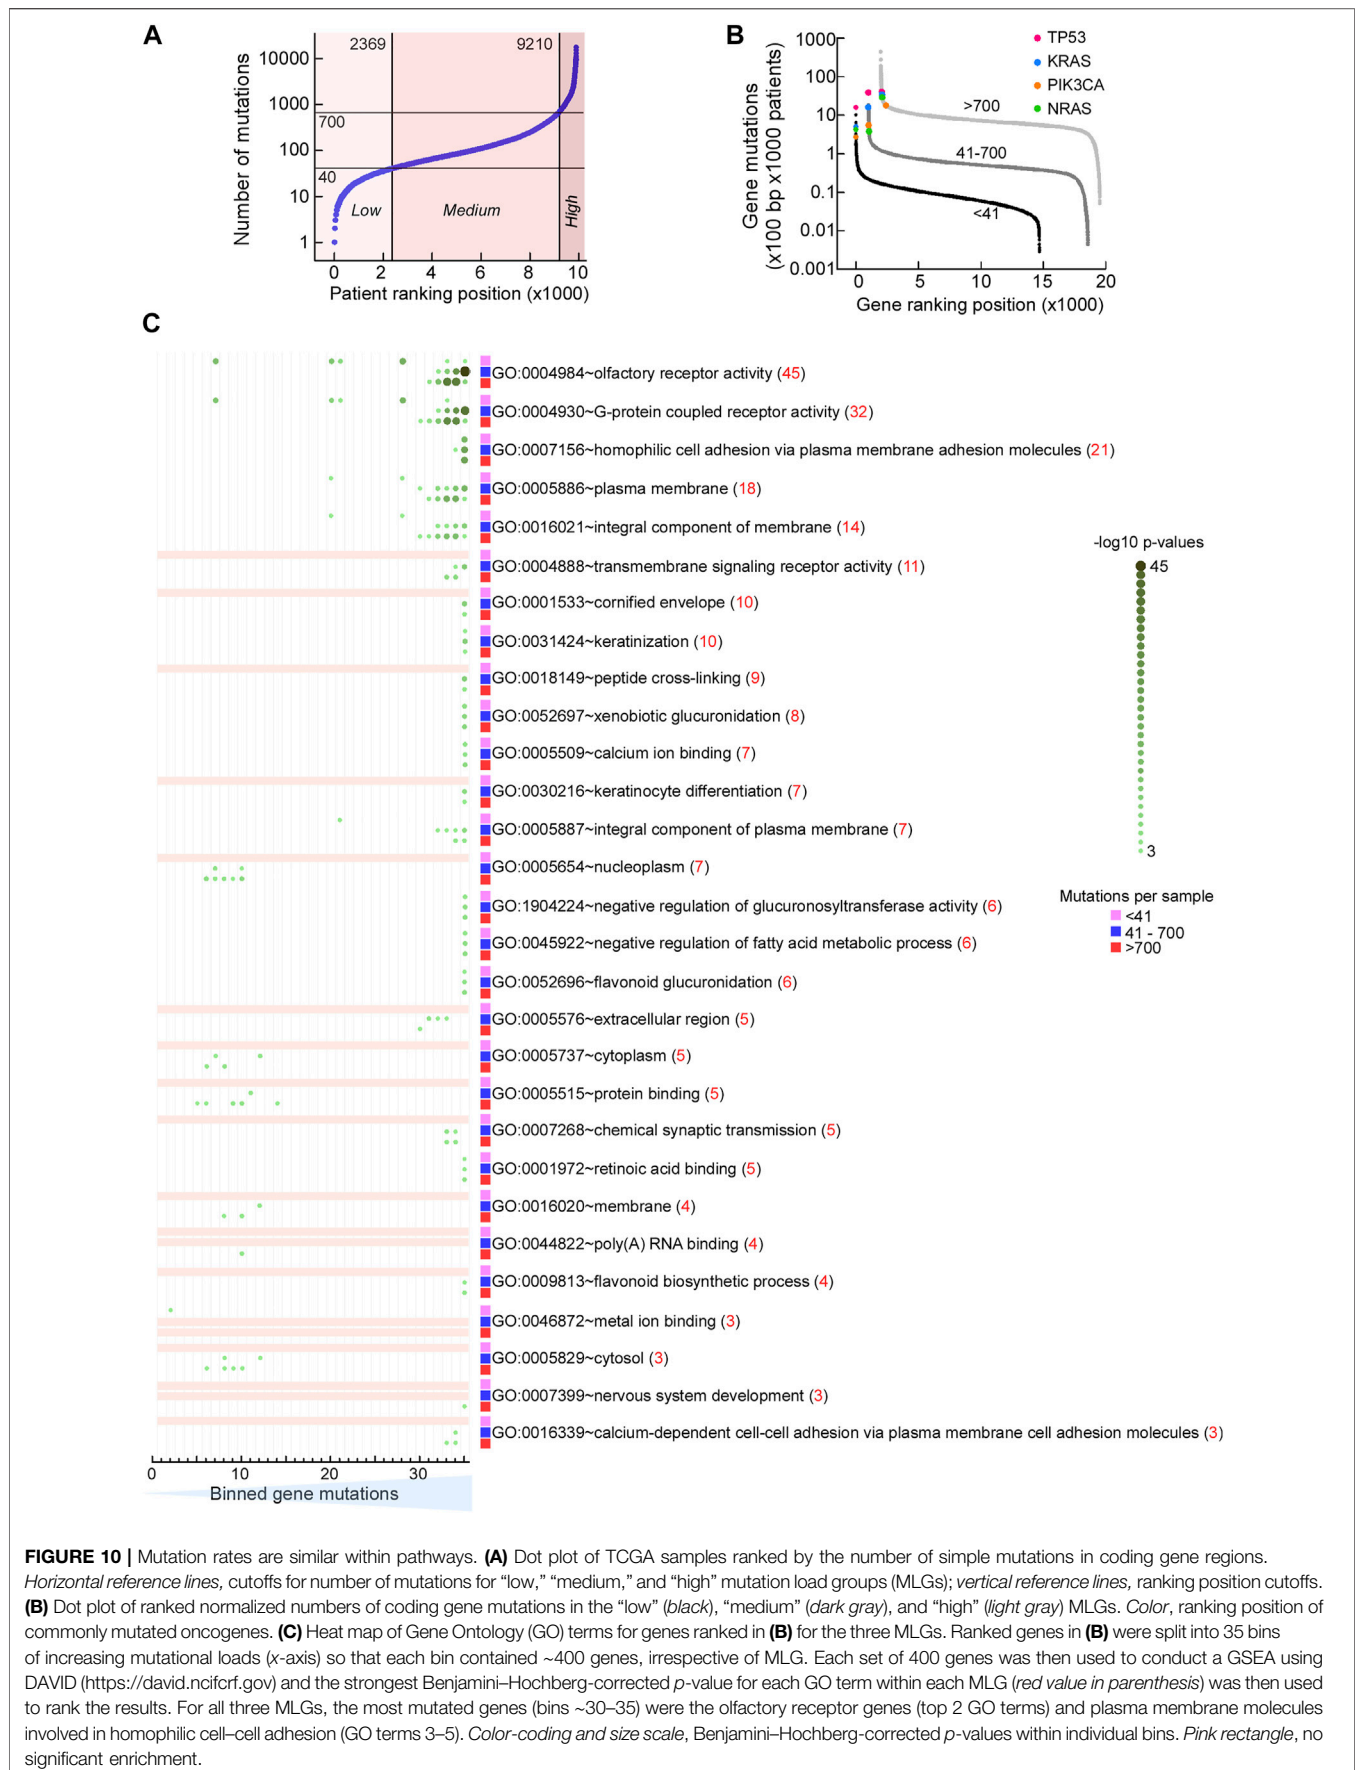 A
Number of mutations
10000
1000
700
100
40
10
1
2369
9210
Low
Medium
High
0 2 4 6 8 10
Patient ranking position (x1000)
B
Gene mutations
(x100 bp x1000 patients)
1000
100
10
1
0.1
0.01
0.001
TP53
KRAS
PIK3CA
NRAS
>700
41-700
<41
0 5 10 15 20
Gene ranking position (x1000)
C
GO:0004984~olfactory receptor activity (45)
GO:0004930~G-protein coupled receptor activity (32)
GO:0007156~homophilic cell adhesion via plasma membrane adhesion molecules (21)
GO:0005886~plasma membrane (18)
GO:0016021~integral component of membrane (14)
GO:0004888~transmembrane signaling receptor activity (11)
GO:0001533~cornified envelope (10)
GO:0031424~keratinization (10)
GO:0018149~peptide cross-linking (9)
GO:0052697~xenobiotic glucuronidation (8)
GO:0005509~calcium ion binding (7)
GO:0030216~keratinocyte differentiation (7)
GO:0005887~integral component of plasma membrane (7)
GO:0005654~nucleoplasm (7)
GO:1904224~negative regulation of glucuronosyltransferase activity (6)
GO:0045922~negative regulation of fatty acid metabolic process (6)
GO:0052696~flavonoid glucuronidation (6)
GO:0005576~extracellular region (5)
GO:0005737~cytoplasm (5)
GO:0005515~protein binding (5)
GO:0007268~chemical synaptic transmission (5)
GO:0001972~retinoic acid binding (5)
GO:0016020~membrane (4)
GO:0044822~poly(A) RNA binding (4)
GO:0009813~flavonoid biosynthetic process (4)
GO:0046872~metal ion binding (3)
GO:0005829~cytosol (3)
GO:0007399~nervous system development (3)
GO:0016339~calcium-dependent cell-cell adhesion via plasma membrane cell adhesion molecules (3)
-log10 p-values
45
3
Mutations per sample
<41
41 - 700
>700
0 10 20 30
Binned gene mutations
FIGURE 10 | Mutation rates are similar within pathways. (A) Dot plot of TCGA samples ranked by the number of simple mutations in coding gene regions.
Horizontal reference lines, cutoffs for number of mutations for “low,” “medium,” and “high” mutation load groups (MLGs); vertical reference lines, ranking position cutoffs.
(B) Dot plot of ranked normalized numbers of coding gene mutations in the “low” (black), “medium” (dark gray), and “high” (light gray) MLGs. Color, ranking position of
commonly mutated oncogenes. (C) Heat map of Gene Ontology (GO) terms for genes ranked in (B) for the three MLGs. Ranked genes in (B) were split into 35 bins
of increasing mutational loads (x-axis) so that each bin contained ~400 genes, irrespective of MLG. Each set of 400 genes was then used to conduct a GSEA using
DAVID (https://david.ncifcrf.gov) and the strongest Benjamini–Hochberg-corrected p-value for each GO term within each MLG (red value in parenthesis) was then used
to rank the results. For all three MLGs, the most mutated genes (bins ~30–35) were the olfactory receptor genes (top 2 GO terms) and plasma membrane molecules
involved in homophilic cell–cell adhesion (GO terms 3–5). Color-coding and size scale, Benjamini–Hochberg-corrected p-values within individual bins. Pink rectangle, no
significant enrichment.